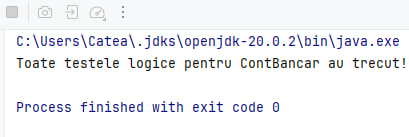 C:\Users\Catea\.jdks\openjdk-20.0.2\bin\java.exe
Toate testele logice pentru ContBancar au trecut!
Process finished with exit code 0